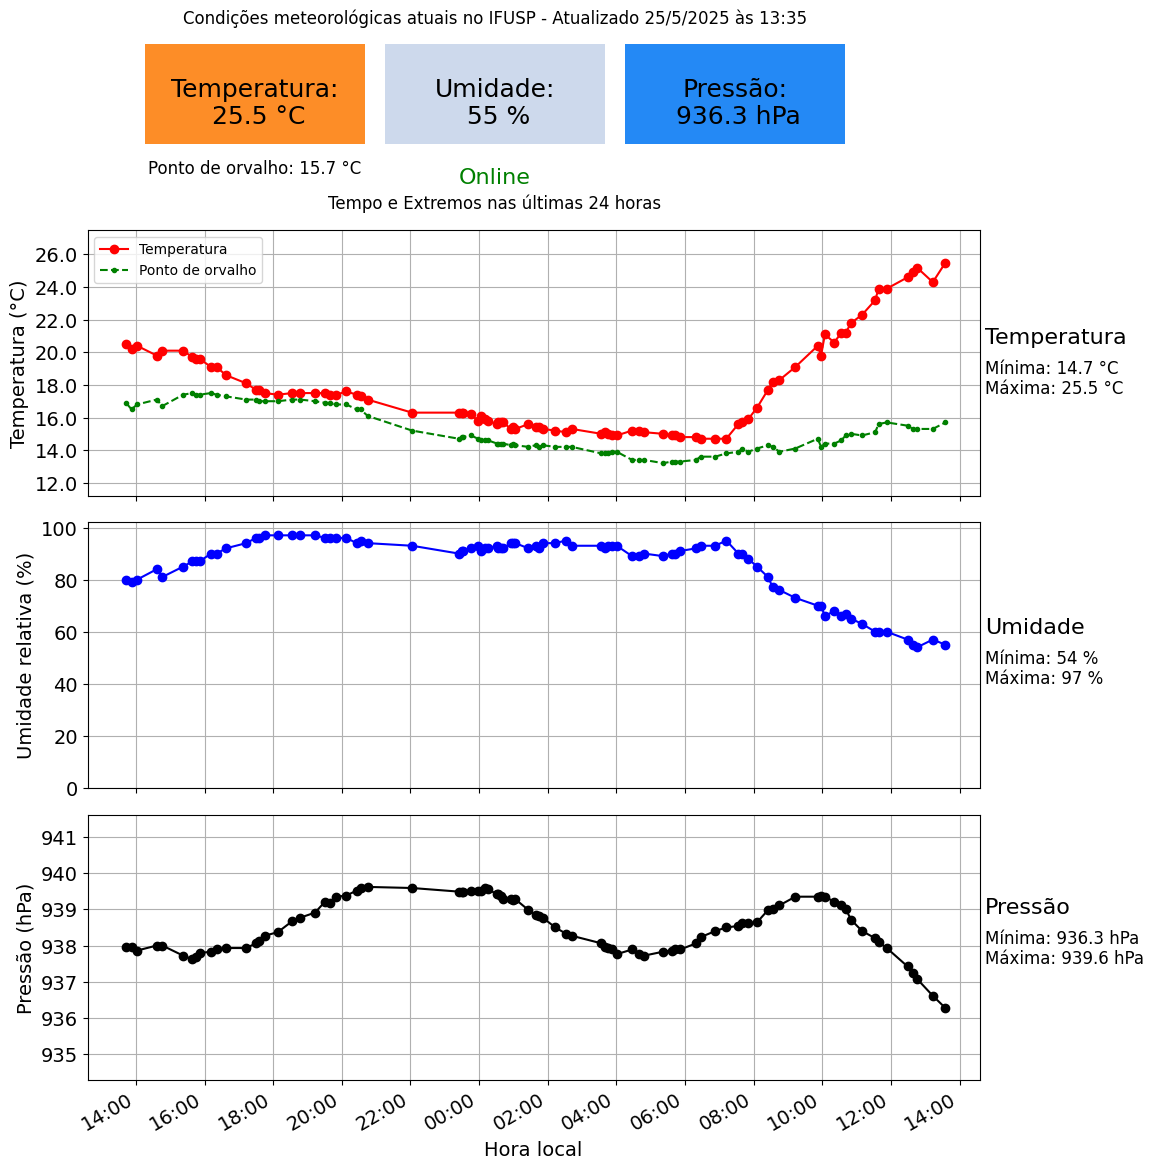 Condições meteorológicas atuais no IFUSP - Atualizado 25/5/2025 às 13:35
Temperatura:
25.5 °C
Umidade:
55 %
Pressão:
936.3 hPa
Ponto de orvalho: 15.7 °C
Online
Tempo e Extremos nas últimas 24 horas
Temperatura (°C)
26.0
24.0
22.0
20.0
18.0
16.0
14.0
12.0
Temperatura
Ponto de orvalho
Temperatura
Mínima: 14.7 °C
Máxima: 25.5 °C
Umidade relativa (%)
100
80
60
40
20
0
Umidade
Mínima: 54 %
Máxima: 97 %
Pressão (hPa)
941
940
939
938
937
936
935
Pressão
Mínima: 936.3 hPa
Máxima: 939.6 hPa
14:00
16:00
18:00
20:00
22:00
00:00
02:00
04:00
06:00
08:00
10:00
12:00
14:00
Hora local